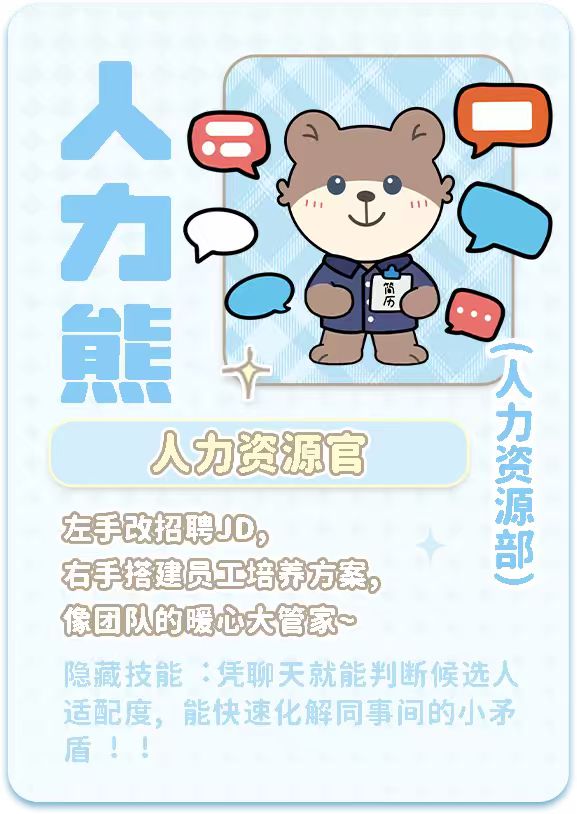 人力熊
简历
(人力资源部)
人力资源官
左手改招聘JD，
右手搭建员工培养方案，
像团队的暖心大管家~
隐藏技能：凭聊天就能判断候选人
适配度，能快速化解同事间的小矛
盾！！